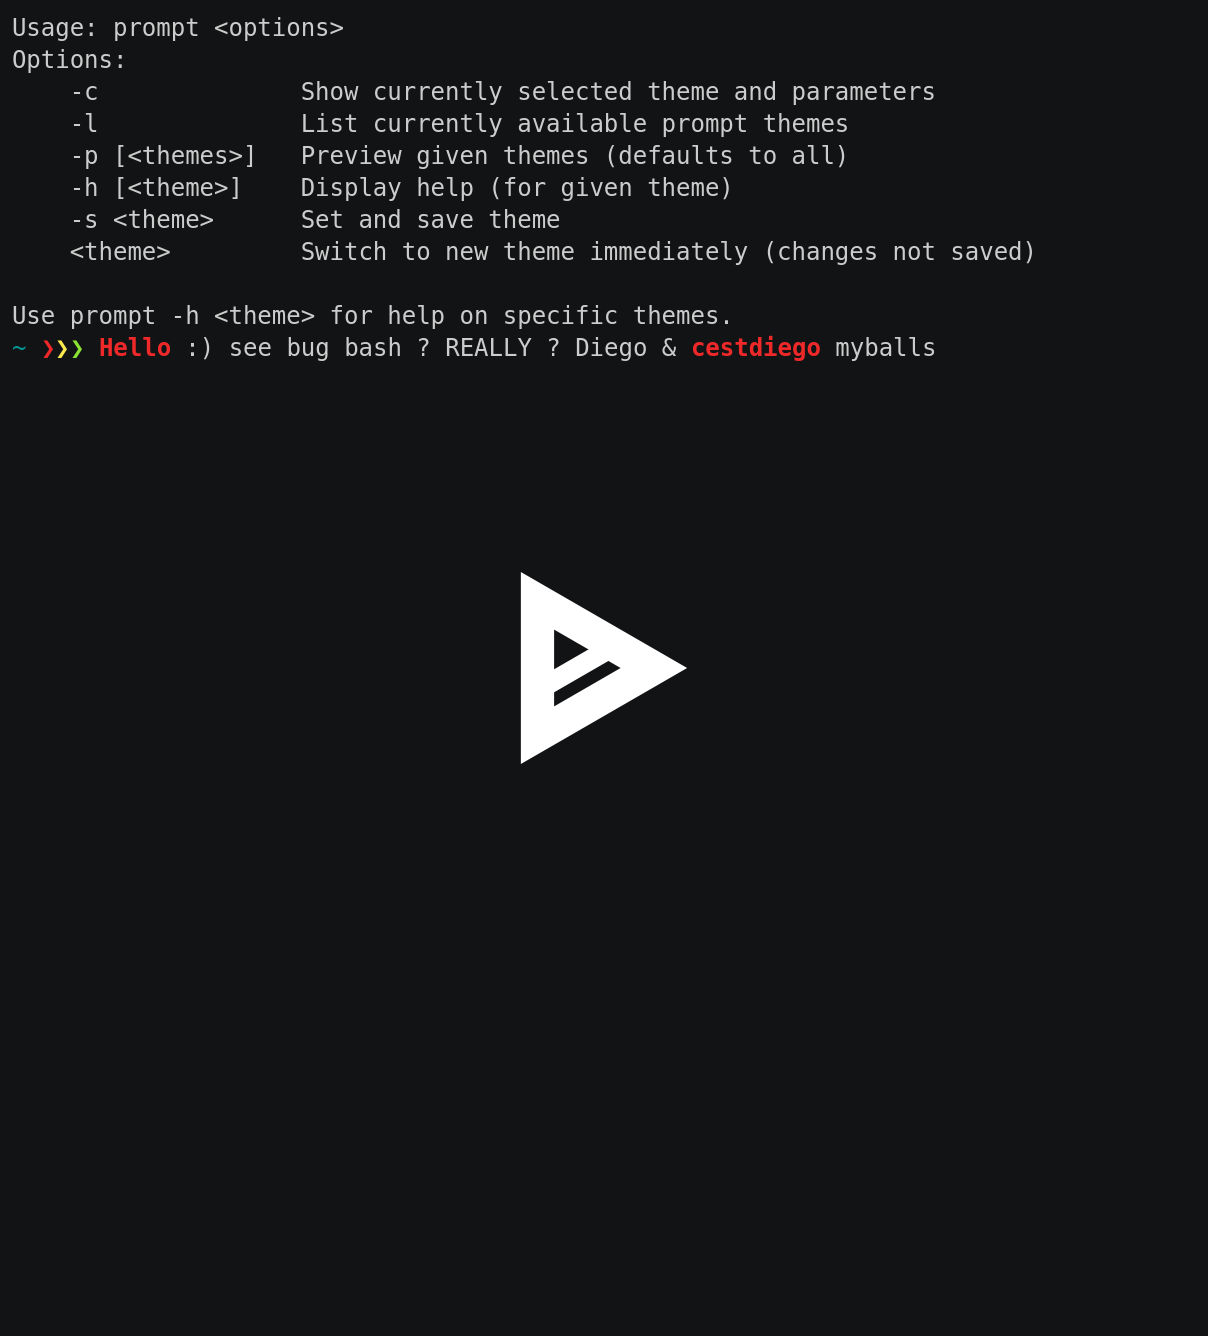 Usage: prompt <options>
Options:
    -c              Show currently selected theme and parameters
    -l              List currently available prompt themes
    -p [<themes>]   Preview given themes (defaults to all)
    -h [<theme>]    Display help (for given theme)
    -s <theme>      Set and save theme
    <theme>         Switch to new theme immediately (changes not saved)

Use prompt -h <theme> for help on specific themes.
~ ❯❯❯ Hello :) see bug bash ? REALLY ? Diego & cestdiego myballs